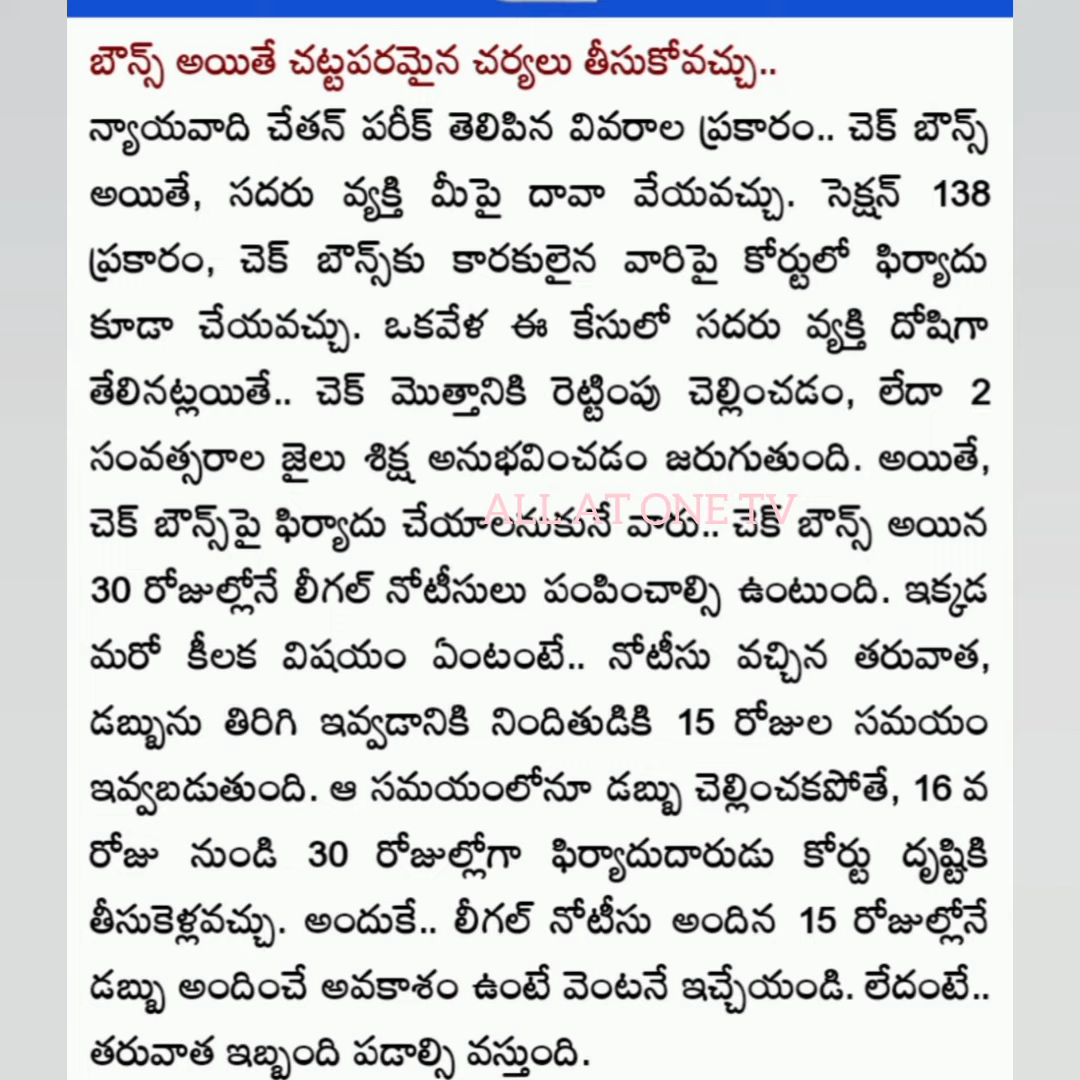 బౌన్స్ అయితే చట్టపరమైన చర్యలు తీసుకోవచ్చు..
న్యాయవాది చేతన్ పరీక్ తెలిపిన వివరాల ప్రకారం.. చెక్ బౌన్స్
అయితే, సదరు వ్యక్తి మీపై దావా వేయవచ్చు. సెక్షన్ 138
ప్రకారం, చెక్ బౌన్స్‌కు కారకులైన వారిపై కోర్టులో ఫిర్యాదు
కూడా చేయవచ్చు. ఒకవేళ ఈ కేసులో సదరు వ్యక్తి దోషిగా
తేలినట్లయితే.. చెక్ మొత్తానికి రెట్టింపు చెల్లించడం, లేదా 2
సంవత్సరాల జైలు శిక్ష అనుభవించడం జరుగుతుంది. అయితే,
ALL AT ONE TV
చెక్ బౌన్స్‌పై ఫిర్యాదు చేయాలనుకునే వారు.. చెక్ బౌన్స్ అయిన
30 రోజుల్లోనే లీగల్ నోటీసులు పంపించాల్సి ఉంటుంది. ఇక్కడ
మరో కీలక విషయం ఏంటంటే.. నోటీసు వచ్చిన తరువాత,
డబ్బును తిరిగి ఇవ్వడానికి నిందితుడికి 15 రోజుల సమయం
ఇవ్వబడుతుంది. ఆ సమయంలోనూ డబ్బు చెల్లించకపోతే, 16 వ
రోజు నుండి 30 రోజుల్లోగా ఫిర్యాదుదారుడు కోర్టు దృష్టికి
తీసుకెళ్లవచ్చు. అందుకే.. లీగల్ నోటీసు అందిన 15 రోజుల్లోనే
డబ్బు అందించే అవకాశం ఉంటే వెంటనే ఇచ్చేయండి. లేదంటే..
తరువాత ఇబ్బంది పడాల్సి వస్తుంది.